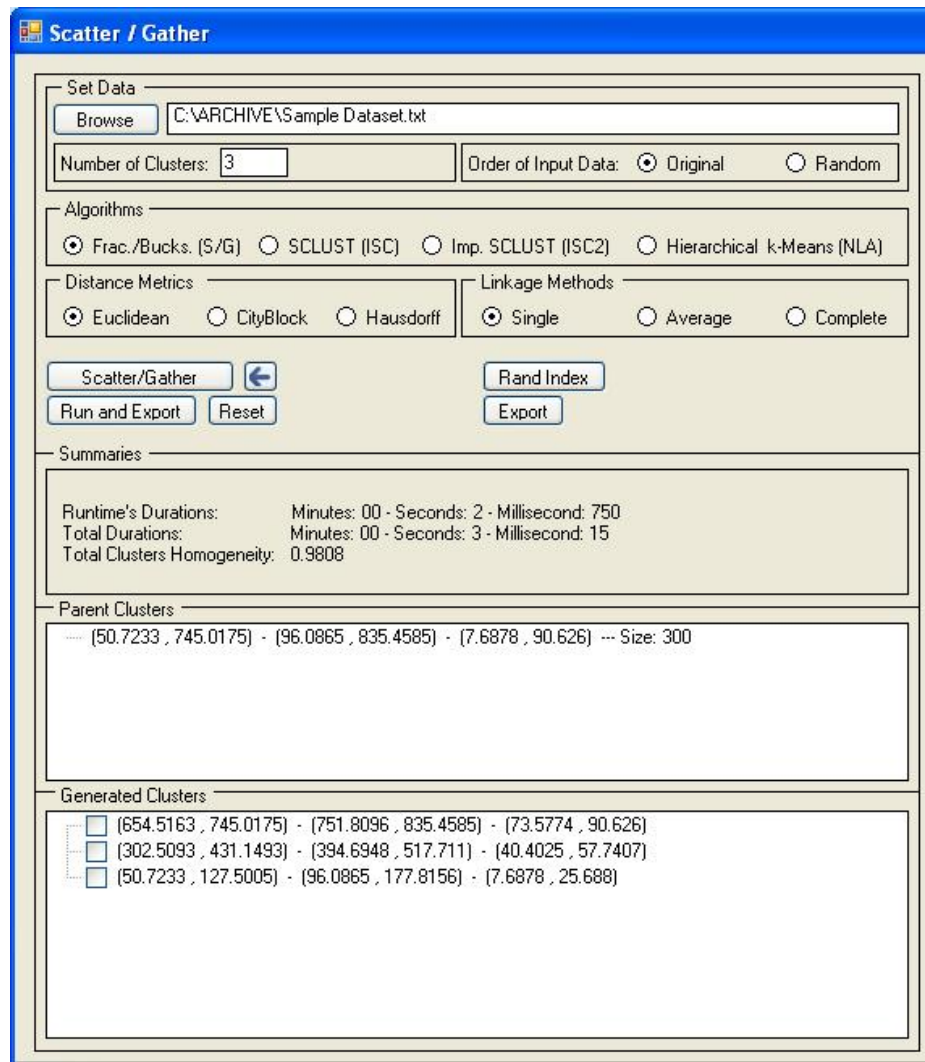 Scatter / Gather
Set Data
Browse C:\ARCHIVE\Sample Dataset.txt
Number of Clusters: 3 Order of Input Data: Original Random
Algorithms
Frac./Bucks. (S/G) SCLUST (ISC) Imp. SCLUST (ISC2) Hierarchical k-Means (NLA)
Distance Metrics Linkage Methods
Euclidean CityBlock Hausdorff Single Average Complete
Scatter/Gather Rand Index
Run and Export Reset Export
Summaries
Runtime's Durations: Minutes: 00 - Seconds: 2 - Millisecond: 750
Total Durations: Minutes: 00 - Seconds: 3 - Millisecond: 15
Total Clusters Homogeneity: 0.9808
Parent Clusters
(50.7233 , 745.0175) - (96.0865 , 835.4585) - (7.6878 , 90.626) --- Size: 300
Generated Clusters
(654.5163 , 745.0175) - (751.8096 , 835.4585) - (73.5774 , 90.626)
(302.5093 , 431.1493) - (394.6948 , 517.711) - (40.4025 , 57.7407)
(50.7233 , 127.5005) - (96.0865 , 177.8156) - (7.6878 , 25.688)